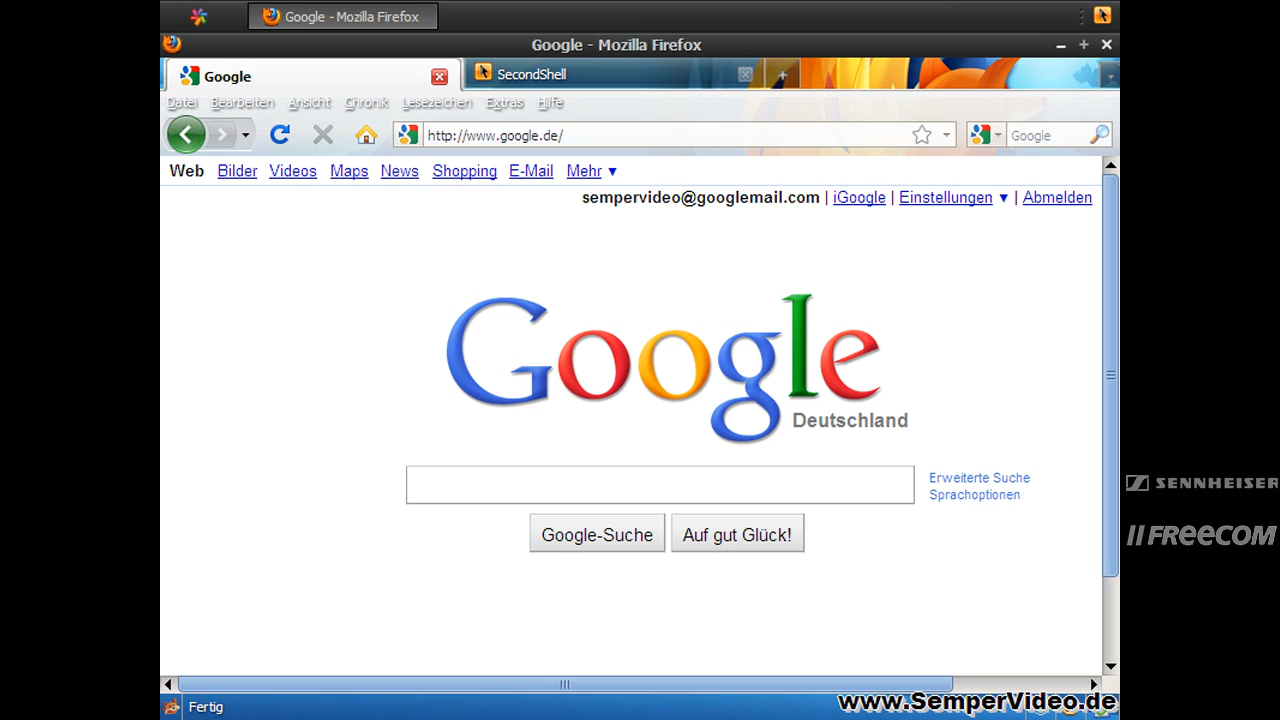 Google - Mozilla Firefox
Google - Mozilla Firefox
Google
SecondShell
Datei Bearbeiten Ansicht Chronik Lesezeichen Extras Hilfe
http://www.google.de/
Google
Web Bilder Videos Maps News Shopping E-Mail Mehr ▼
sempervideo@googlemail.com | iGoogle | Einstellungen ▼ | Abmelden
Google
Deutschland
Erweiterte Suche
Sprachoptionen
Google-Suche Auf gut Glück!
SENNHEISER
FREECOM
Fertig
www.SemperVideo.de